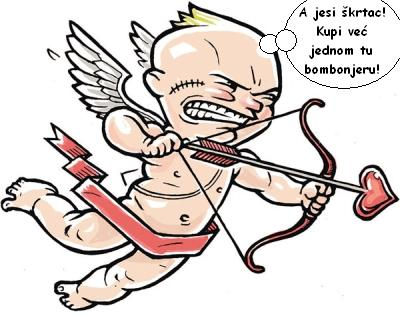 A jesi škrtac!
Kupi već
jednom tu
bombonjeru!